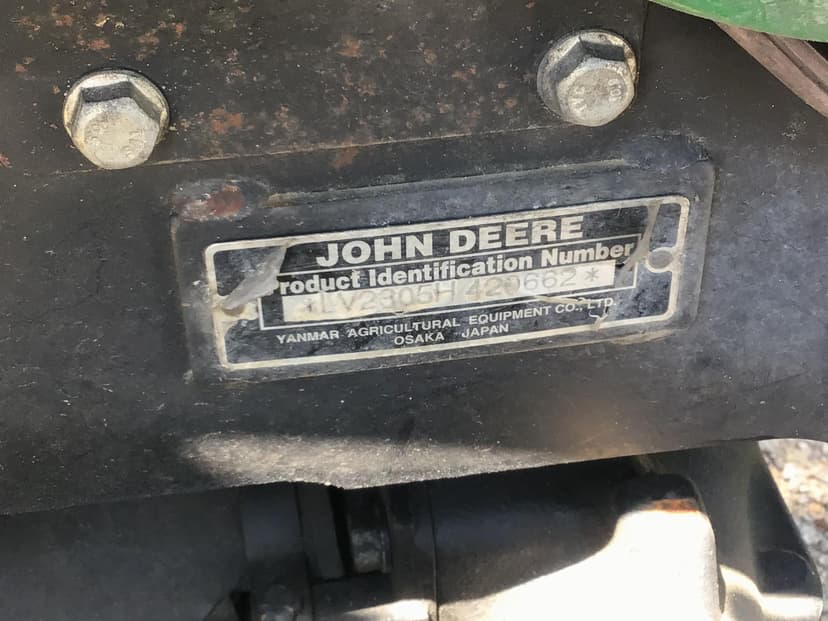 JOHN DEERE
Product Identification Number
*LV2305H420662*
YANMAR AGRICULTURAL EQUIPMENT CO., LTD.
OSAKA JAPAN